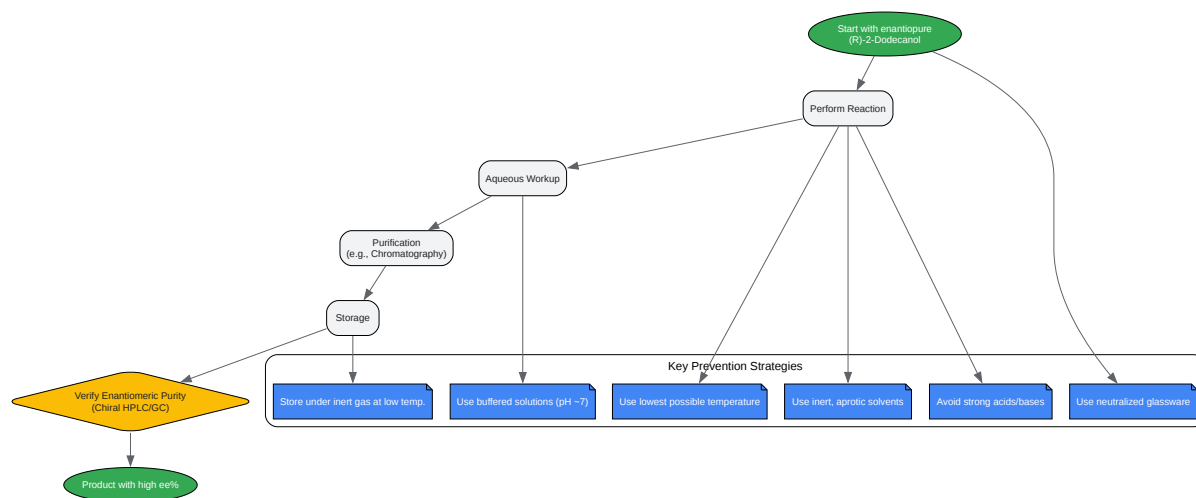 Start with enantiopure
(R)-2-Dodecanol
Perform Reaction
Aqueous Workup
Purification
(e.g., Chromatography)
Storage
Key Prevention Strategies
Verify Enantiomeric Purity
(Chiral HPLC/GC)
Store under inert gas at low temp.
Use buffered solutions (pH ~7)
Use lowest possible temperature
Use inert, aprotic solvents
Avoid strong acids/bases
Use neutralized glassware
Product with high ee%